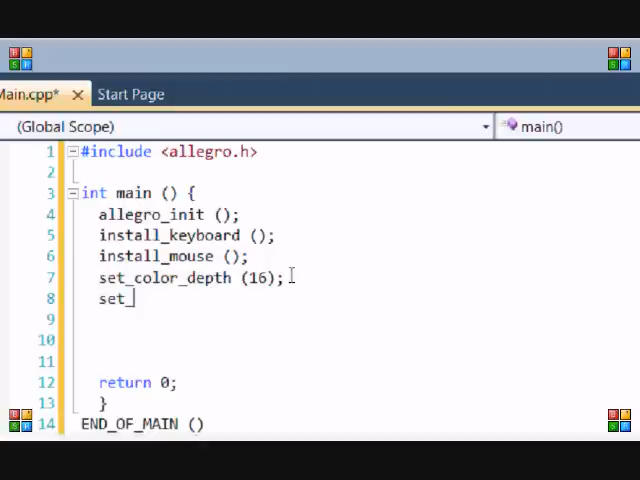 Main.cpp* Start Page
(Global Scope) main()
1 #include <allegro.h>
2
3 int main () {
4 allegro_init ();
5 install_keyboard ();
6 install_mouse ();
7 set_color_depth (16);
8 set_
9
10
11
12 return 0;
13 }
14 END_OF_MAIN ()